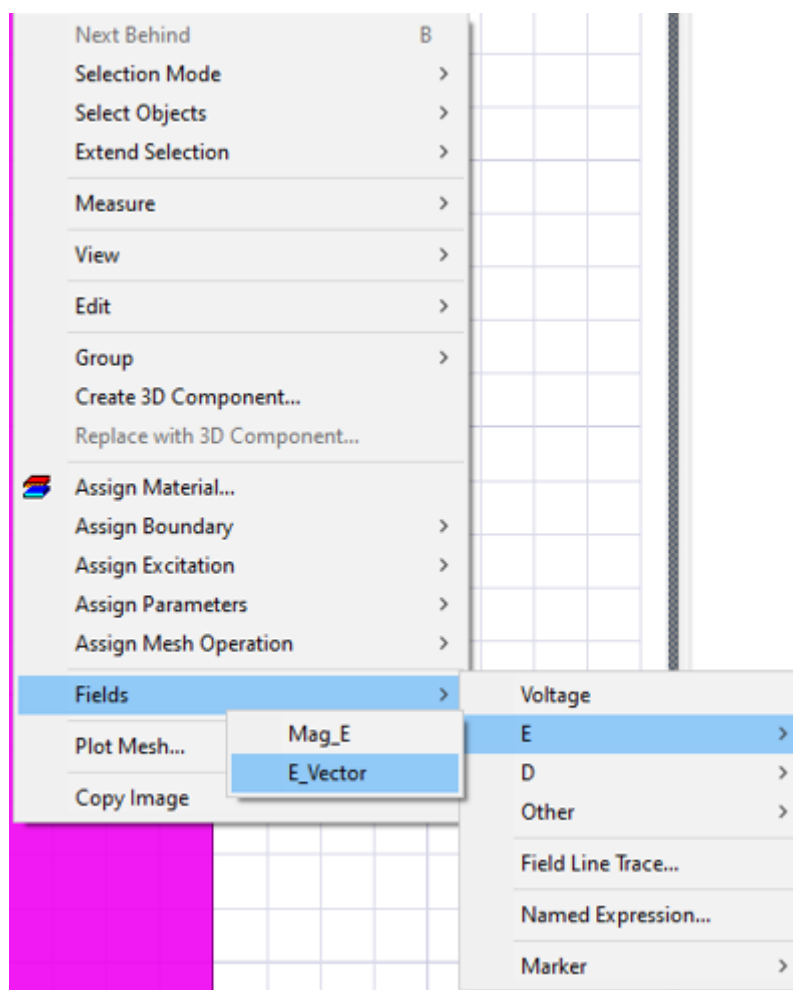 Next Behind B
Selection Mode
Select Objects
Extend Selection
Measure
View
Edit
Group
Create 3D Component...
Replace with 3D Component...
Assign Material...
Assign Boundary
Assign Excitation
Assign Parameters
Assign Mesh Operation
Fields
Plot Mesh...
Copy Image
Mag_E
E_Vector
Voltage
E
D
Other
Field Line Trace...
Named Expression...
Marker